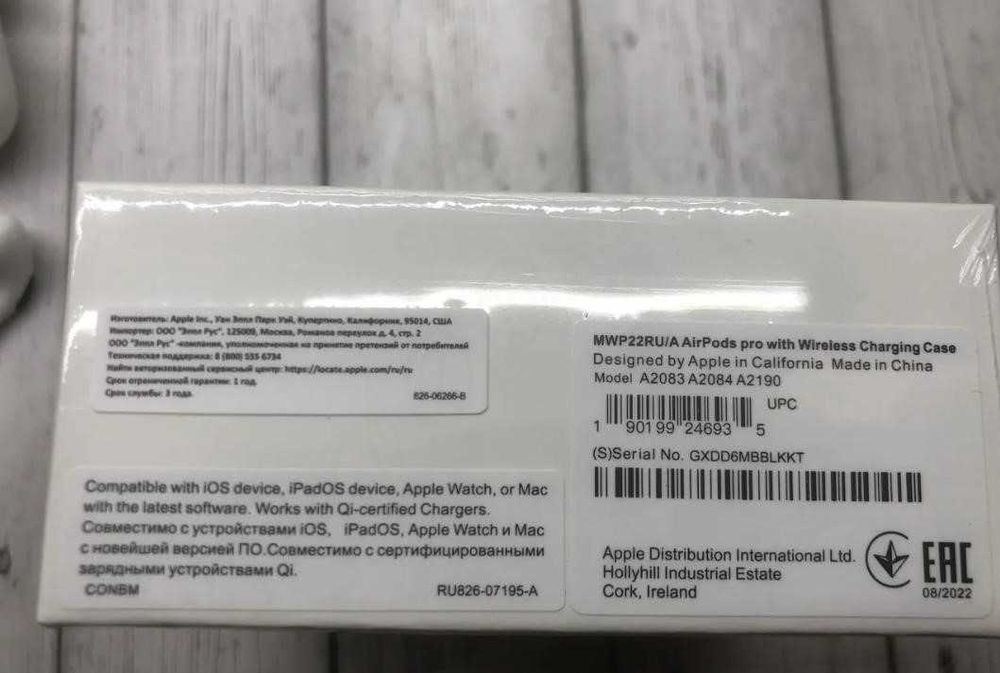 Изготовитель: Apple Inc., Уан Эппл Парк Уэй, Купертино, Калифорния, 95014, США
Импортер: ООО "Эппл Рус", 125009, Москва, Романов переулок д. 4, стр. 2
ООО "Эппл Рус" -компания, уполномоченная на принятие претензий от потребителей
Техническая поддержка: 8 (800) 555 6734
Найти авторизованный сервисный центр: https://locate.apple.com/ru/ru
Срок ограниченной гарантии: 1 год.
Срок службы: 3 года.
826-06266-B
Compatible with iOS device, iPadOS device, Apple Watch, or Mac
with the latest software. Works with Qi-certified Chargers.
Совместимо с устройствами iOS, iPadOS, Apple Watch и Mac
с новейшей версией ПО.Совместимо с сертифицированными
зарядными устройствами Qi.
CONBM RU826-07195-A
MWP22RU/A AirPods pro with Wireless Charging Case
Designed by Apple in California Made in China
Model A2083 A2084 A2190
UPC
1 90199 24693 5
(S)Serial No. GXDD6MBBLKKT
Apple Distribution International Ltd.
Hollyhill Industrial Estate
Cork, Ireland
EAC
08/2022